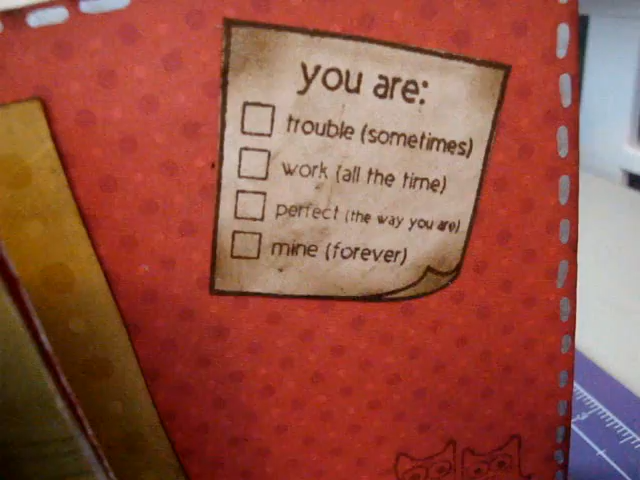 you are:
trouble (sometimes)
work (all the time)
perfect (the way you are)
mine (forever)